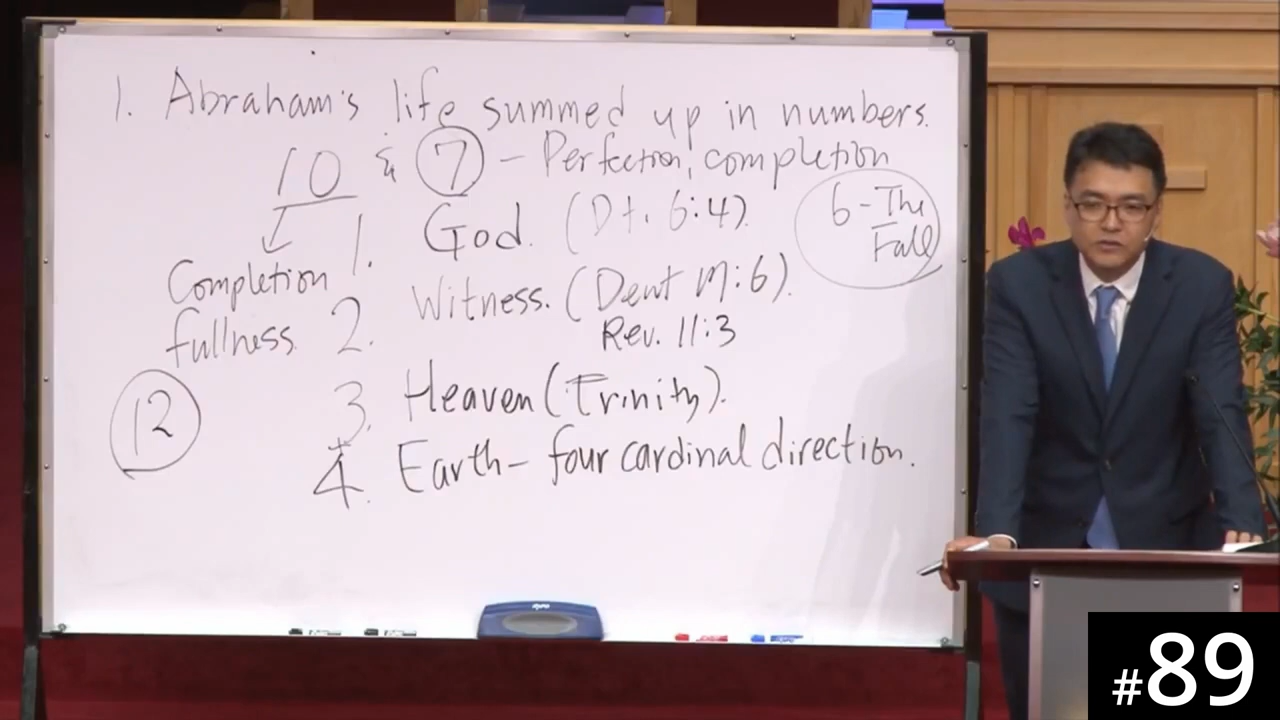 1. Abraham's life summed up in numbers.
10 & 7 - Perfection, completion
6 - The
Fall
1. God. (Dt. 6:4).
Completion
fullness.
2. Witness. (Deut 17:6).
Rev. 11:3
12
3. Heaven (Trinity).
4. Earth - four cardinal direction.
expo
#89